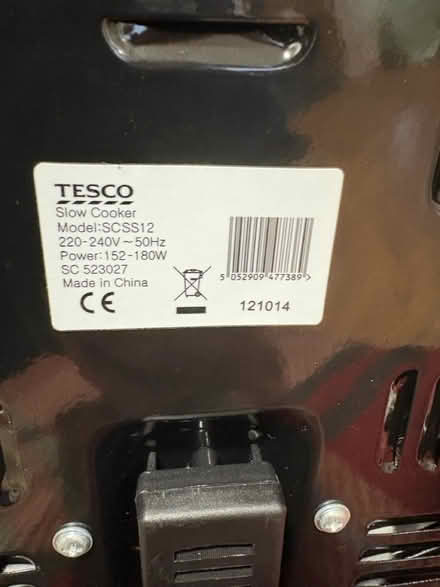 TESCO
Slow Cooker
Model:SCSS12
220-240V~50Hz
Power:152-180W
SC 523027
Made in China
CE
5 052909 477389>
121014